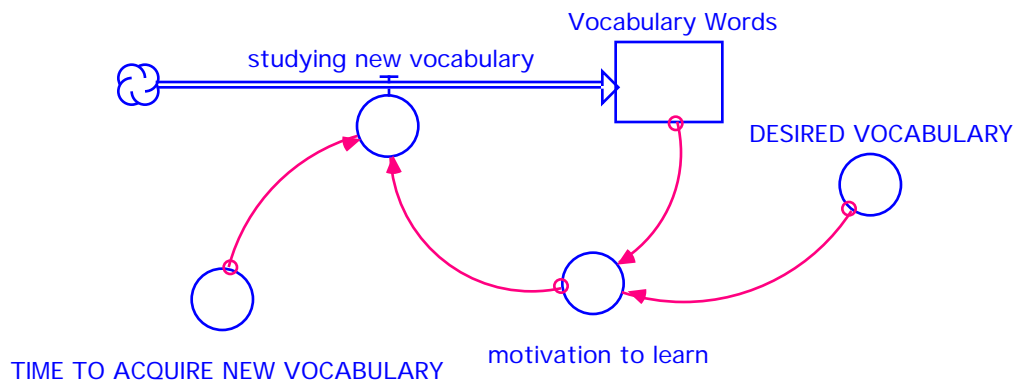 Vocabulary Words
studying new vocabulary
DESIRED VOCABULARY
motivation to learn
TIME TO ACQUIRE NEW VOCABULARY